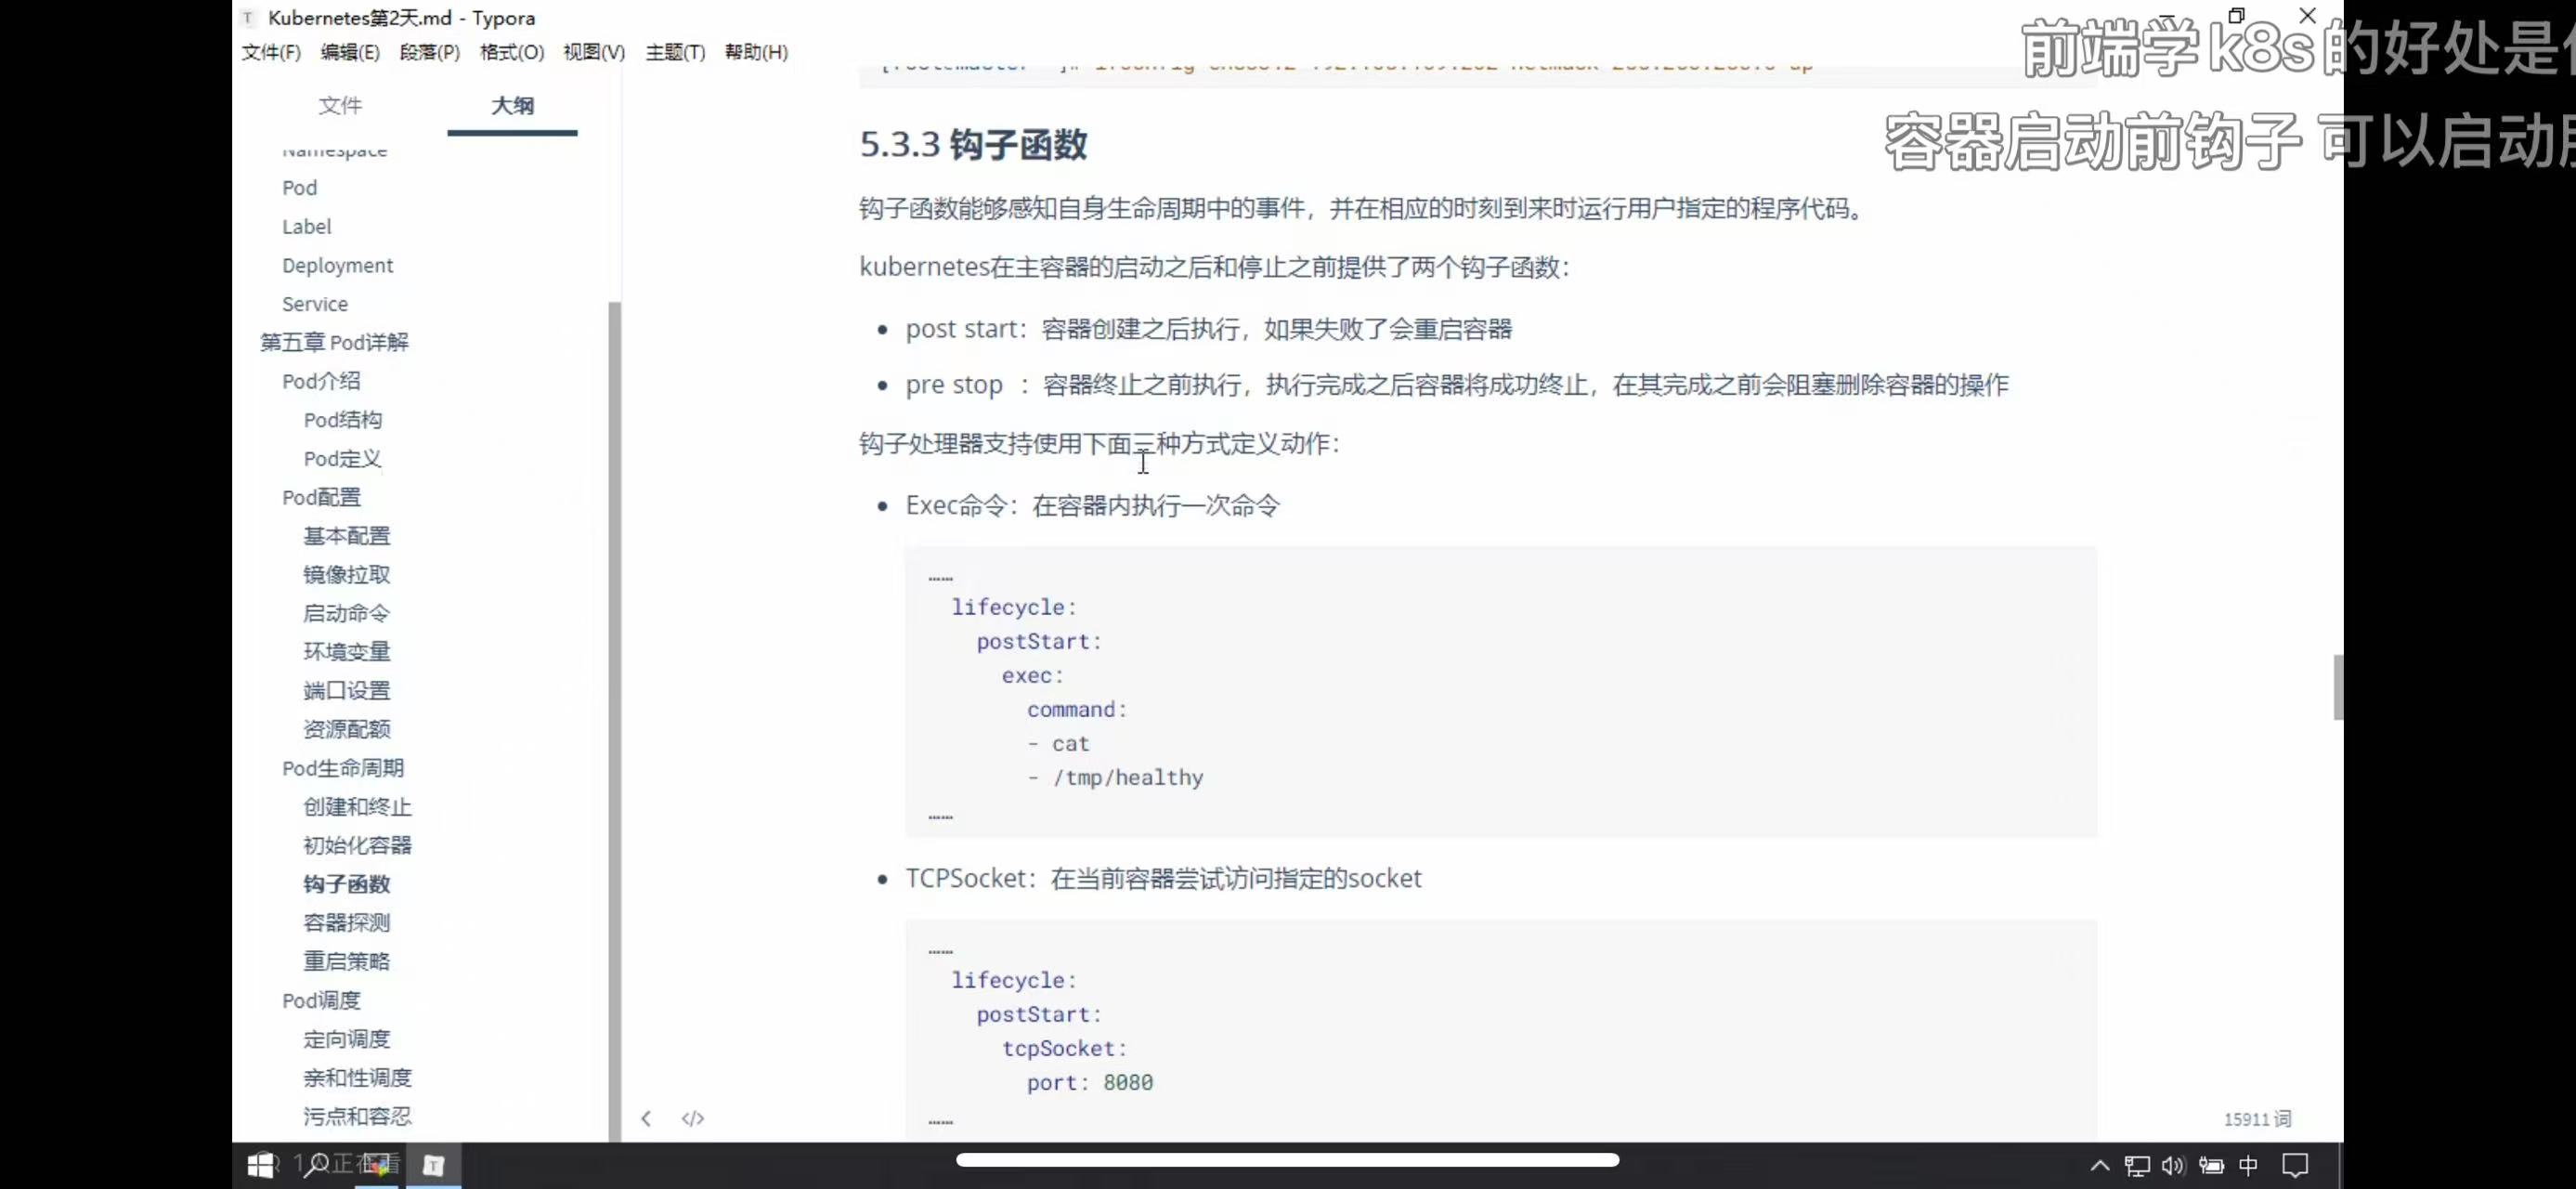 Kubernetes第2天.md - Typora
文件(F) 编辑(E) 段落(P) 格式(O) 视图(V) 主题(T) 帮助(H)
前端学k8s的好处是
容器启动前钩子 可以启动
文件 大纲
Namespace
Pod
Label
Deployment
Service
第五章 Pod详解
Pod介绍
Pod结构
Pod定义
Pod配置
基本配置
镜像拉取
启动命令
环境变量
端口设置
资源配额
Pod生命周期
创建和终止
初始化容器
钩子函数
容器探测
重启策略
Pod调度
定向调度
亲和性调度
污点和容忍
5.3.3 钩子函数
钩子函数能够感知自身生命周期中的事件，并在相应的时刻到来时运行用户指定的程序代码。
kubernetes在主容器的启动之后和停止之前提供了两个钩子函数：
• post start：容器创建之后执行，如果失败了会重启容器
• pre stop ：容器终止之前执行，执行完成之后容器将成功终止，在其完成之前会阻塞删除容器的操作
钩子处理器支持使用下面三种方式定义动作：
• Exec命令：在容器内执行一次命令
……
lifecycle:
postStart:
exec:
command:
- cat
- /tmp/healthy
……
• TCPSocket：在当前容器尝试访问指定的socket
……
lifecycle:
postStart:
tcpSocket:
port: 8080
……
15911 词
中